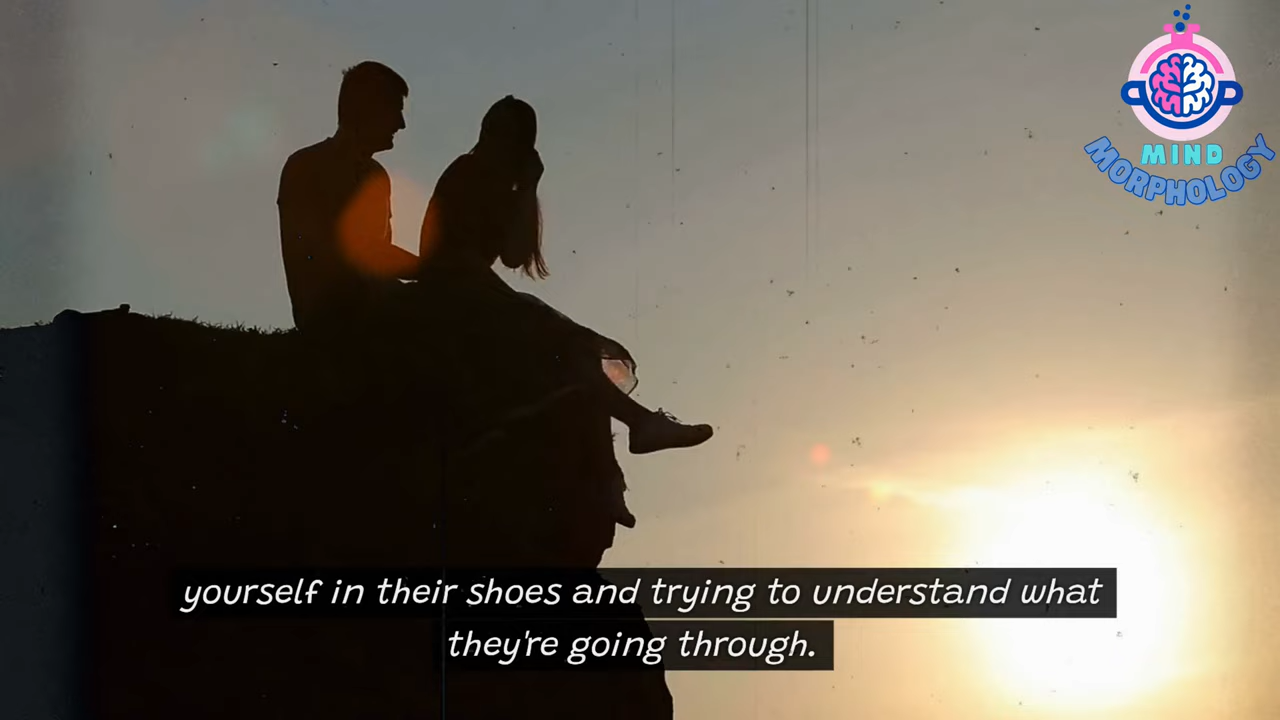 MIND
MORPHOLOGY
yourself in their shoes and trying to understand what
they're going through.